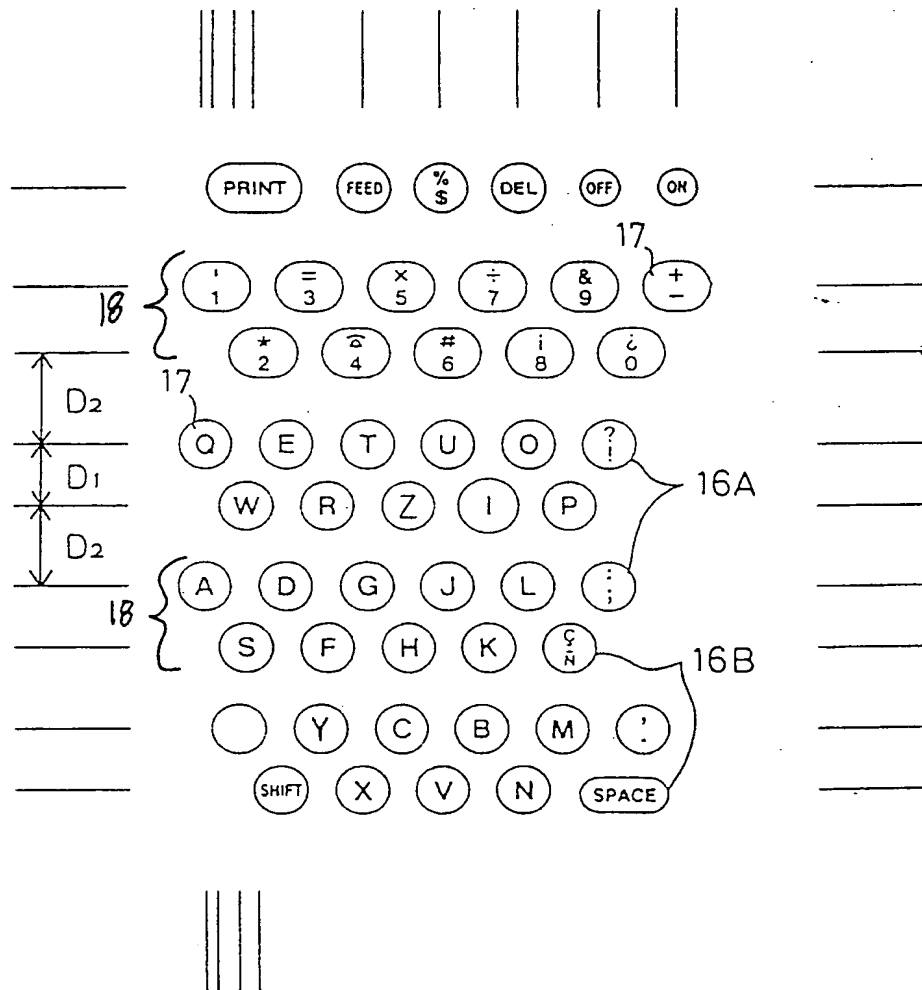 PRINT FEED % $ DEL OFF ON
17
18
' 1 = 3 × 5 ÷ 7 & 9 + −
* 2 4 # 6 ¡ 8 ¿ 0
D2
17
Q E T U O ? !
D1
16A
W R Z I P
D2
18
A D G J L : ;
S F H K Ç Ñ
16B
Y C B M ' .
SHIFT X V N SPACE